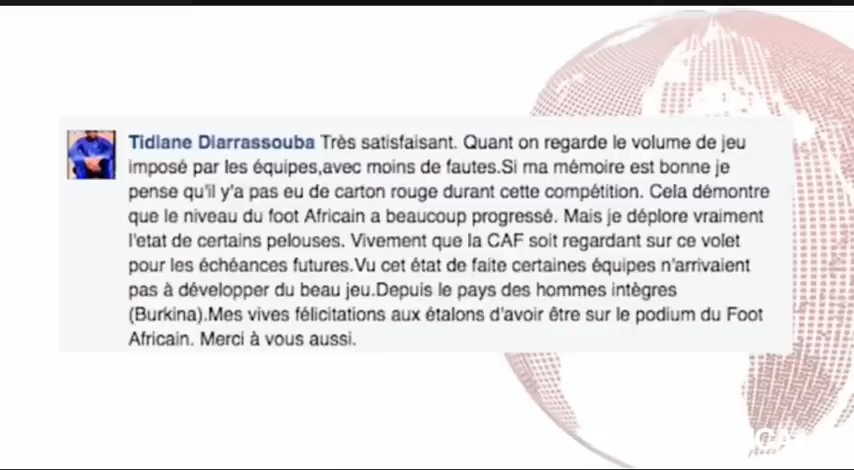 Tidiane Diarrassouba Très satisfaisant. Quant on regarde le volume de jeu
imposé par les équipes,avec moins de fautes.Si ma mémoire est bonne je
pense qu'il y'a pas eu de carton rouge durant cette compétition. Cela démontre
que le niveau du foot Africain a beaucoup progressé. Mais je déplore vraiment
l'etat de certains pelouses. Vivement que la CAF soit regardant sur ce volet
pour les échéances futures.Vu cet état de faite certaines équipes n'arrivaient
pas à développer du beau jeu.Depuis le pays des hommes intègres
(Burkina).Mes vives félicitations aux étalons d'avoir être sur le podium du Foot
Africain. Merci à vous aussi.